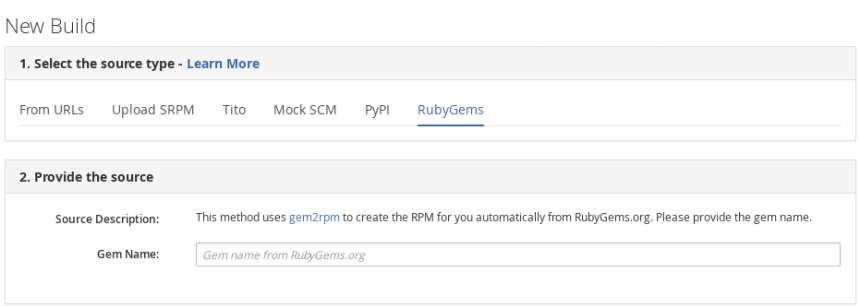 New Build
1. Select the source type - Learn More
From URLs Upload SRPM Tito Mock SCM PyPI RubyGems
2. Provide the source
Source Description: This method uses gem2rpm to create the RPM for you automatically from RubyGems.org. Please provide the gem name.
Gem Name: Gem name from RubyGems.org